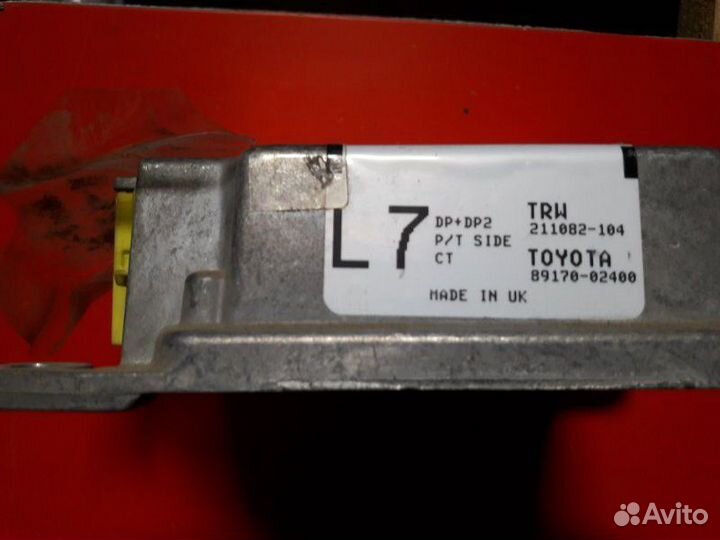 L7
DP+DP2
P/T SIDE
CT
TRW
211082-104
TOYOTA
89170-02400
MADE IN UK
Avito